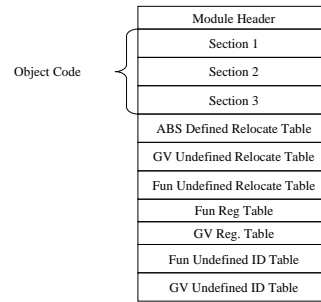 Module Header
Object Code
Section 1
Section 2
Section 3
ABS Defined Relocate Table
GV Undefined Relocate Table
Fun Undefined Relocate Table
Fun Reg Table
GV Reg. Table
Fun Undefined ID Table
GV Undefined ID Table